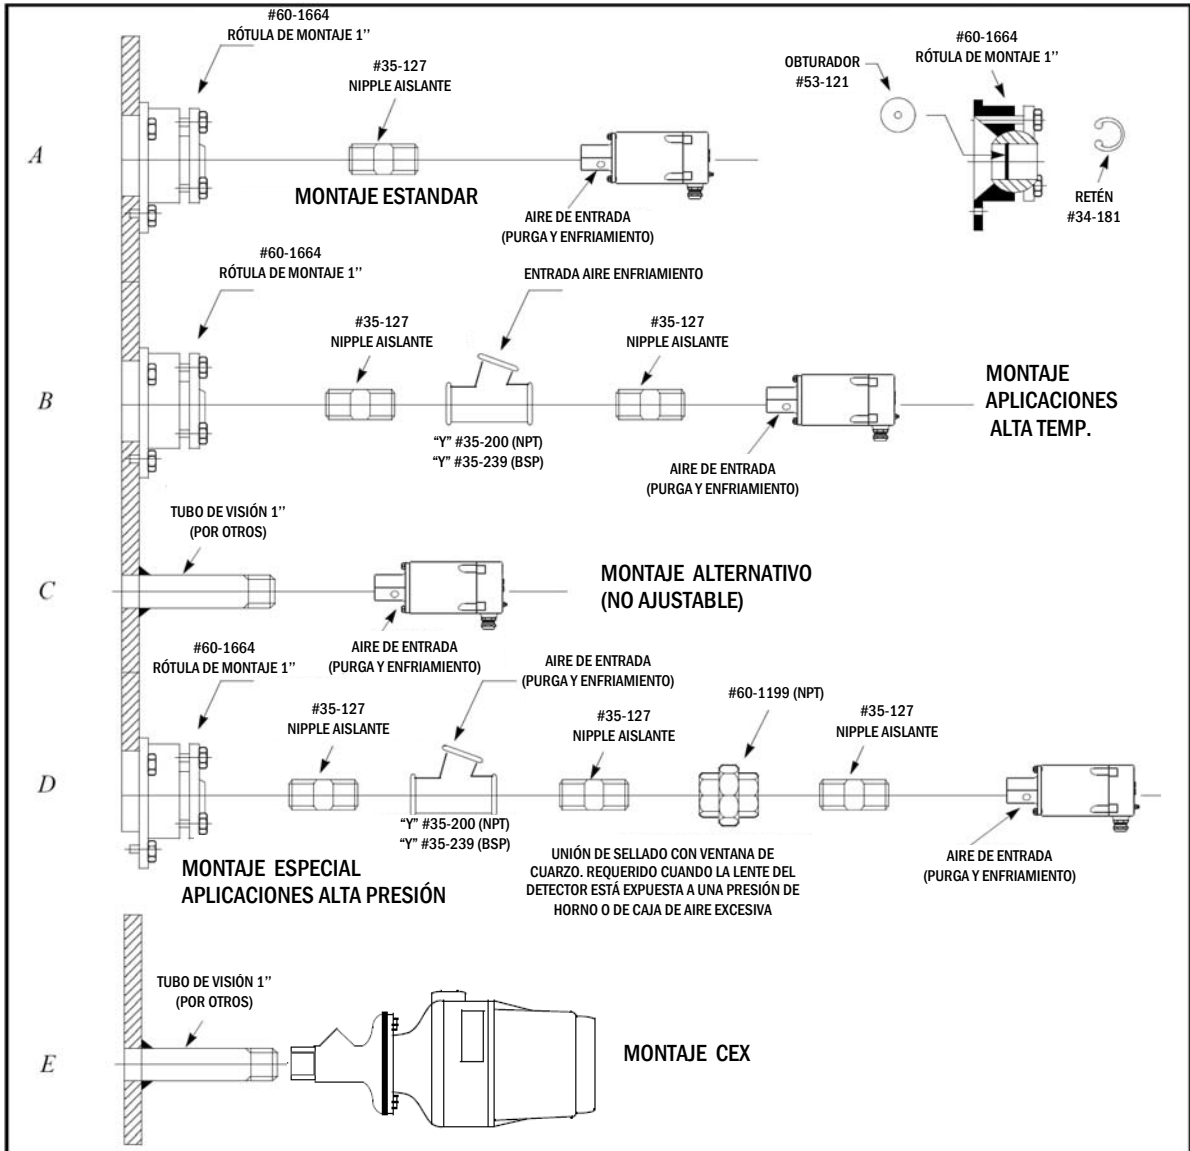 #60-1664
RÓTULA DE MONTAJE 1’’
#35-127
NIPPLE AISLANTE
A
MONTAJE ESTANDAR
AIRE DE ENTRADA
(PURGA Y ENFRIAMIENTO)
OBTURADOR
#53-121
#60-1664
RÓTULA DE MONTAJE 1’’
RETÉN
#34-181
#60-1664
RÓTULA DE MONTAJE 1’’
ENTRADA AIRE ENFRIAMIENTO
#35-127
NIPPLE AISLANTE
#35-127
NIPPLE AISLANTE
B
“Y” #35-200 (NPT)
“Y” #35-239 (BSP)
AIRE DE ENTRADA
(PURGA Y ENFRIAMIENTO)
MONTAJE
APLICACIONES
ALTA TEMP.
TUBO DE VISIÓN 1’’
(POR OTROS)
C
MONTAJE ALTERNATIVO
(NO AJUSTABLE)
AIRE DE ENTRADA
(PURGA Y ENFRIAMIENTO)
#60-1664
RÓTULA DE MONTAJE 1’’
AIRE DE ENTRADA
(PURGA Y ENFRIAMIENTO)
#35-127
NIPPLE AISLANTE
#35-127
NIPPLE AISLANTE
#60-1199 (NPT)
#35-127
NIPPLE AISLANTE
D
“Y” #35-200 (NPT)
“Y” #35-239 (BSP)
MONTAJE ESPECIAL
APLICACIONES ALTA PRESIÓN
UNIÓN DE SELLADO CON VENTANA DE
CUARZO. REQUERIDO CUANDO LA LENTE DEL
DETECTOR ESTÁ EXPUESTA A UNA PRESIÓN DE
HORNO O DE CAJA DE AIRE EXCESIVA
AIRE DE ENTRADA
(PURGA Y ENFRIAMIENTO)
TUBO DE VISIÓN 1’’
(POR OTROS)
E
MONTAJE CEX